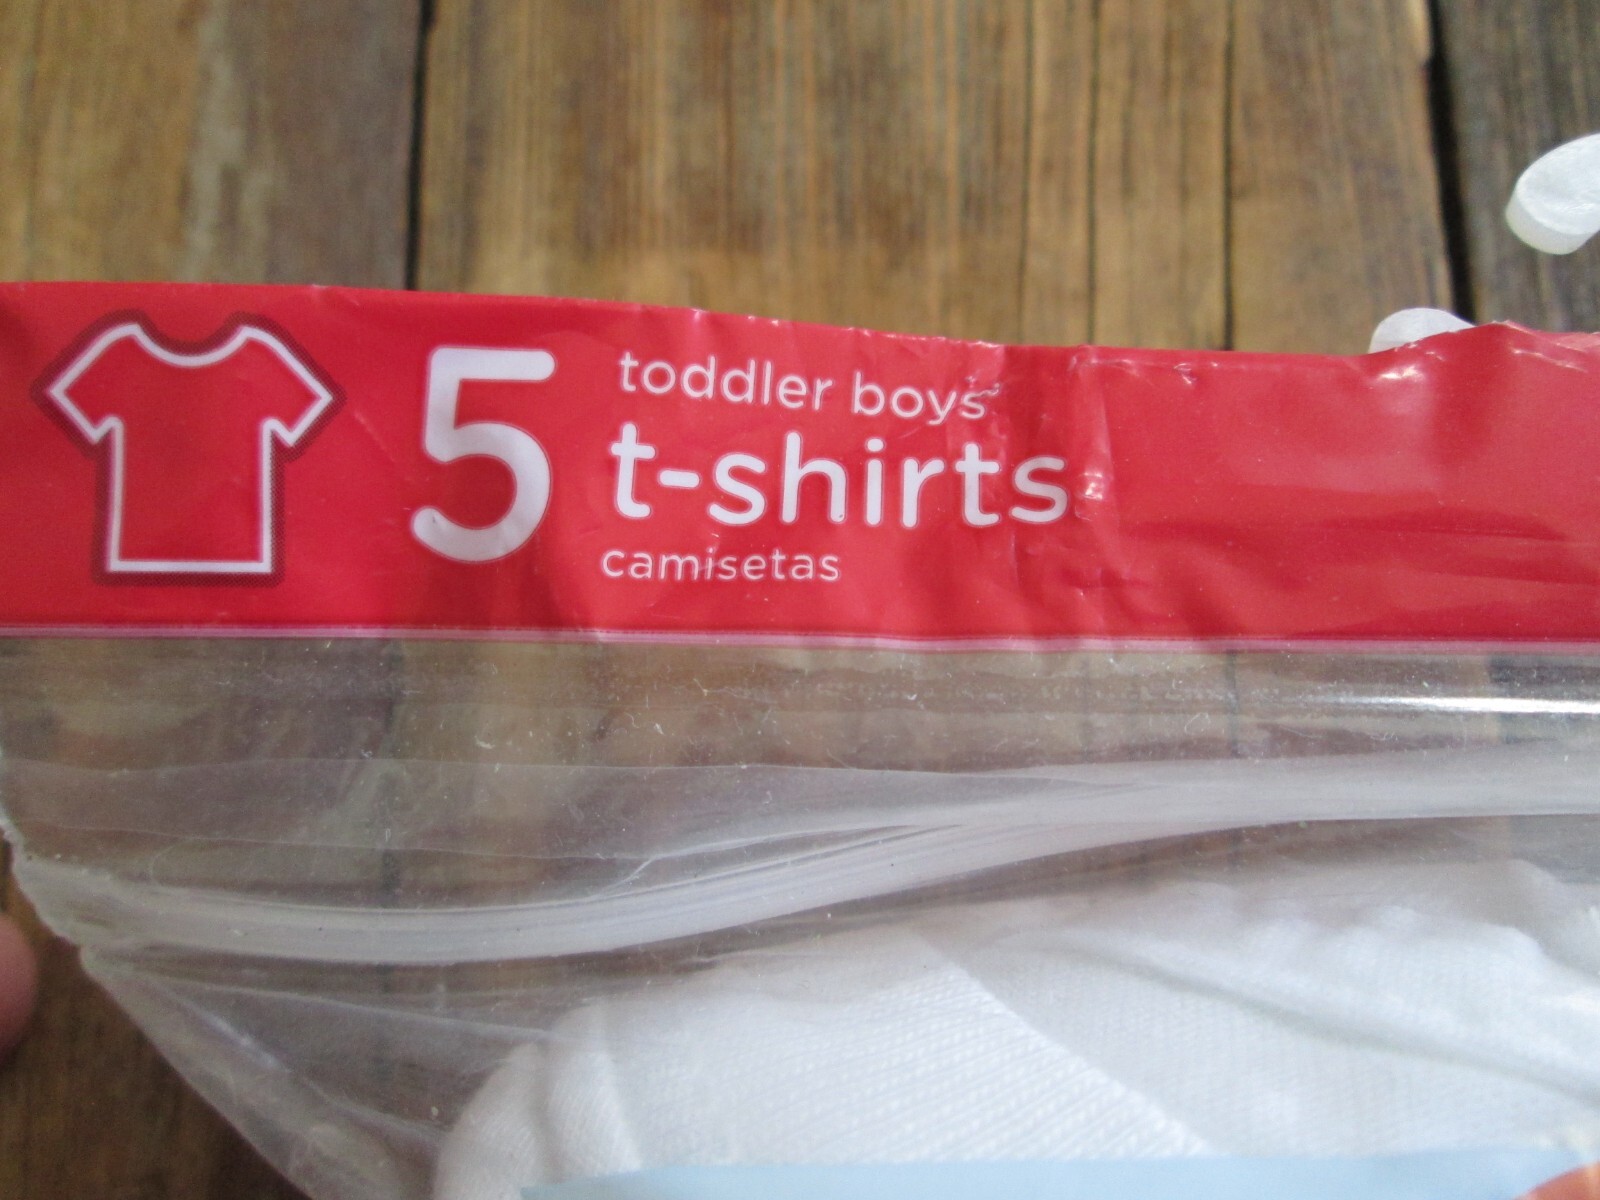 5
toddler boys'
t-shirts
camisetas